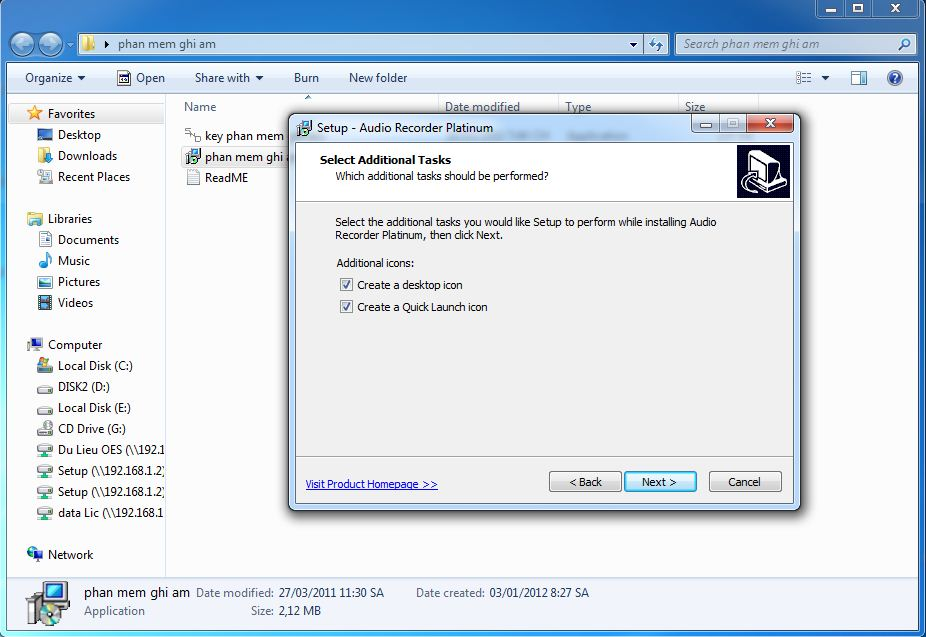 phan mem ghi am
Search phan mem ghi am
Organize
Open
Share with
Burn
New folder
Favorites
Desktop
Downloads
Recent Places
Libraries
Documents
Music
Pictures
Videos
Computer
Local Disk (C:)
DISK2 (D:)
Local Disk (E:)
CD Drive (G:)
Du Lieu OES (\\192.1
Setup (\\192.168.1.2)
Setup (\\192.168.1.2)
data Lic (\\192.168.1
Network
Name
Date modified
Type
Size
key phan mem
phan mem ghi
ReadME
Setup - Audio Recorder Platinum
Select Additional Tasks
Which additional tasks should be performed?
Select the additional tasks you would like Setup to perform while installing Audio
Recorder Platinum, then click Next.
Additional icons:
Create a desktop icon
Create a Quick Launch icon
Visit Product Homepage >>
< Back
Next >
Cancel
phan mem ghi am
Date modified: 27/03/2011 11:30 SA
Date created: 03/01/2012 8:27 SA
Application
Size: 2,12 MB